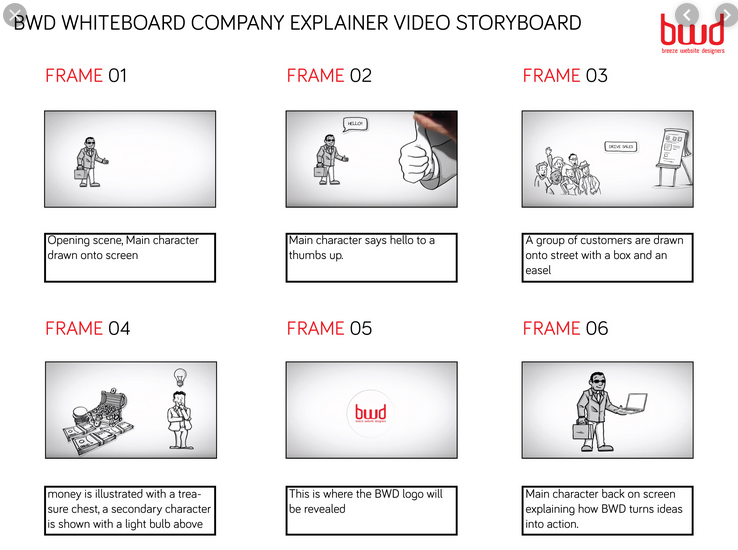 BWD WHITEBOARD COMPANY EXPLAINER VIDEO STORYBOARD
bwd
breeze website designers
FRAME 01
FRAME 02
FRAME 03
HELLO!
DRIVE SALES
Opening scene, Main character
drawn onto screen
Main character says hello to a
thumbs up.
A group of customers are drawn
onto street with a box and an
easel
FRAME 04
FRAME 05
FRAME 06
bwd
breeze website designers
money is illustrated with a trea-
sure chest, a secondary character
is shown with a light bulb above
This is where the BWD logo will
be revealed
Main character back on screen
explaining how BWD turns ideas
into action.